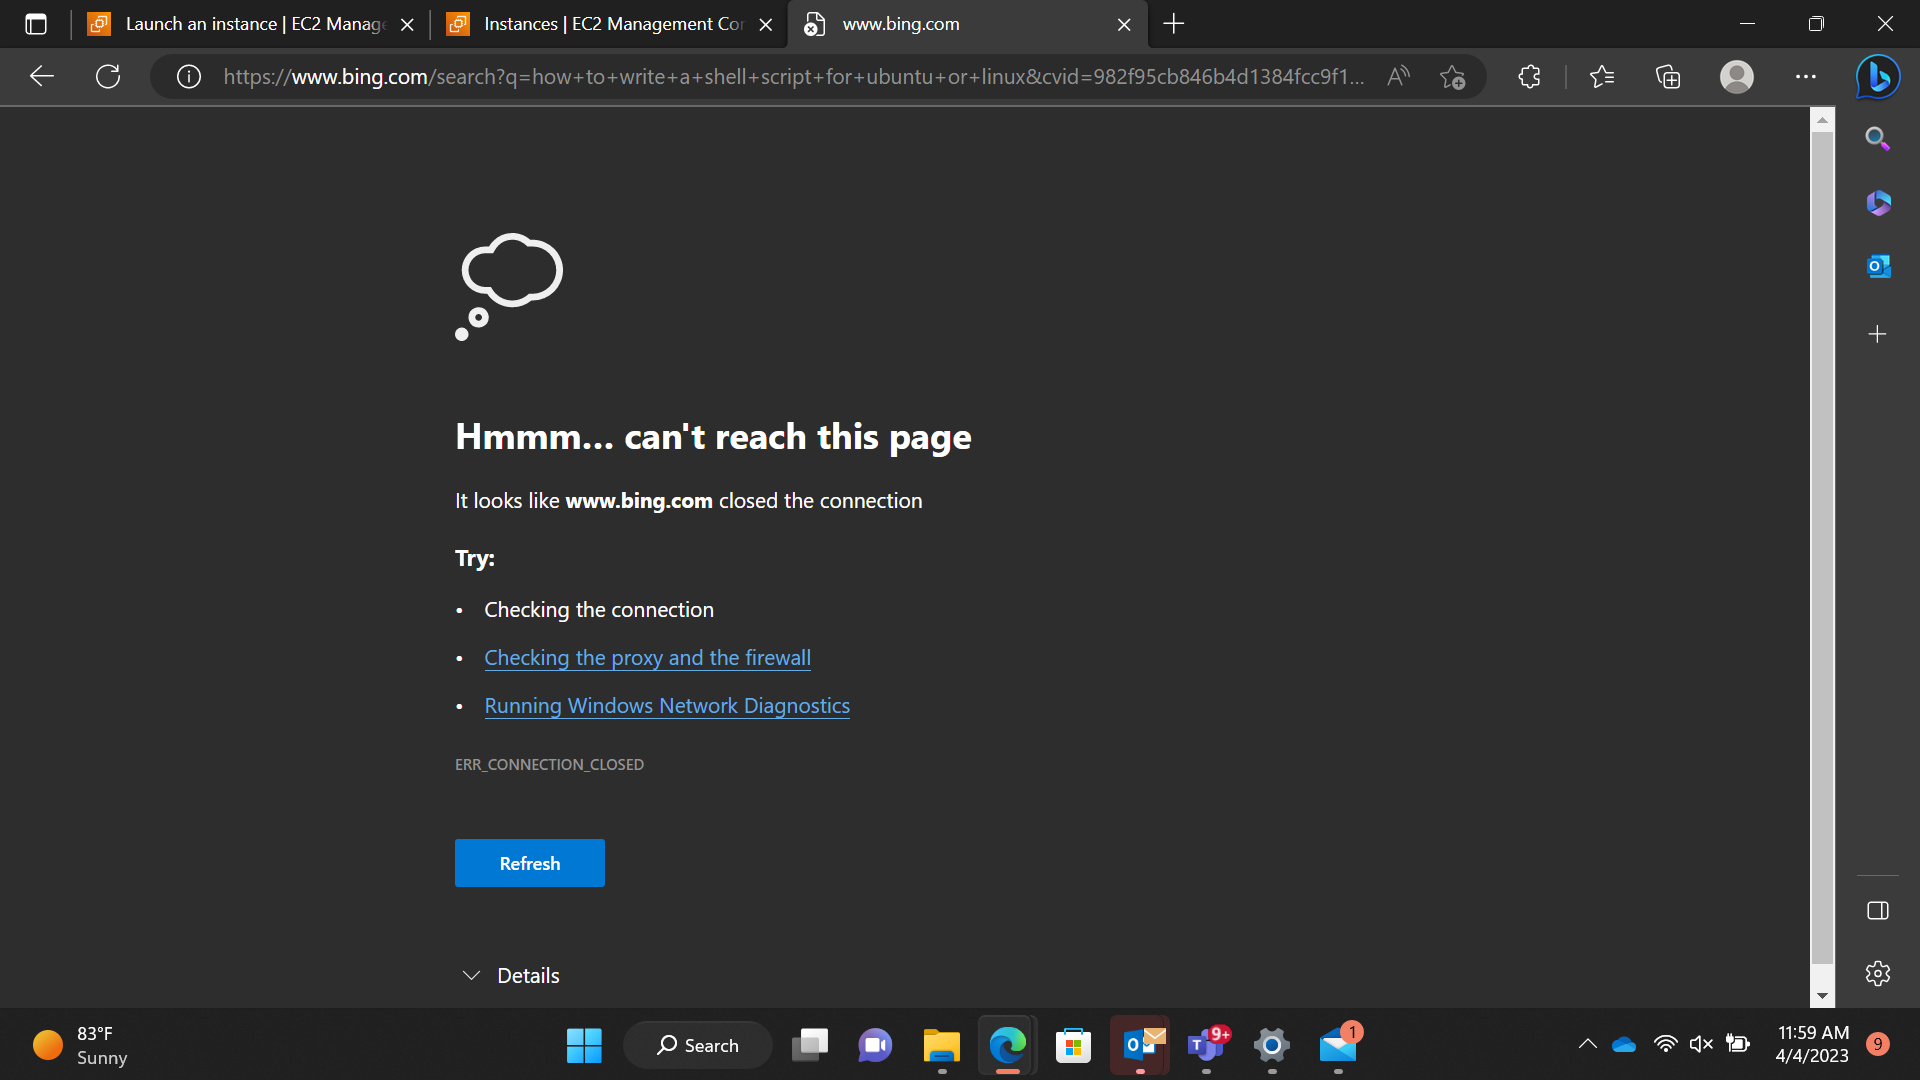 Launch an instance | EC2 Manage
Instances | EC2 Management Con
www.bing.com
https://www.bing.com/search?q=how+to+write+a+shell+script+for+ubuntu+or+linux&cvid=982f95cb846b4d1384fcc9f1...
Hmmm... can't reach this page
It looks like www.bing.com closed the connection
Try:
• Checking the connection
• Checking the proxy and the firewall
• Running Windows Network Diagnostics
ERR_CONNECTION_CLOSED
Refresh
Details
83°F
Sunny
Search
9+
1
11:59 AM
4/4/2023
9